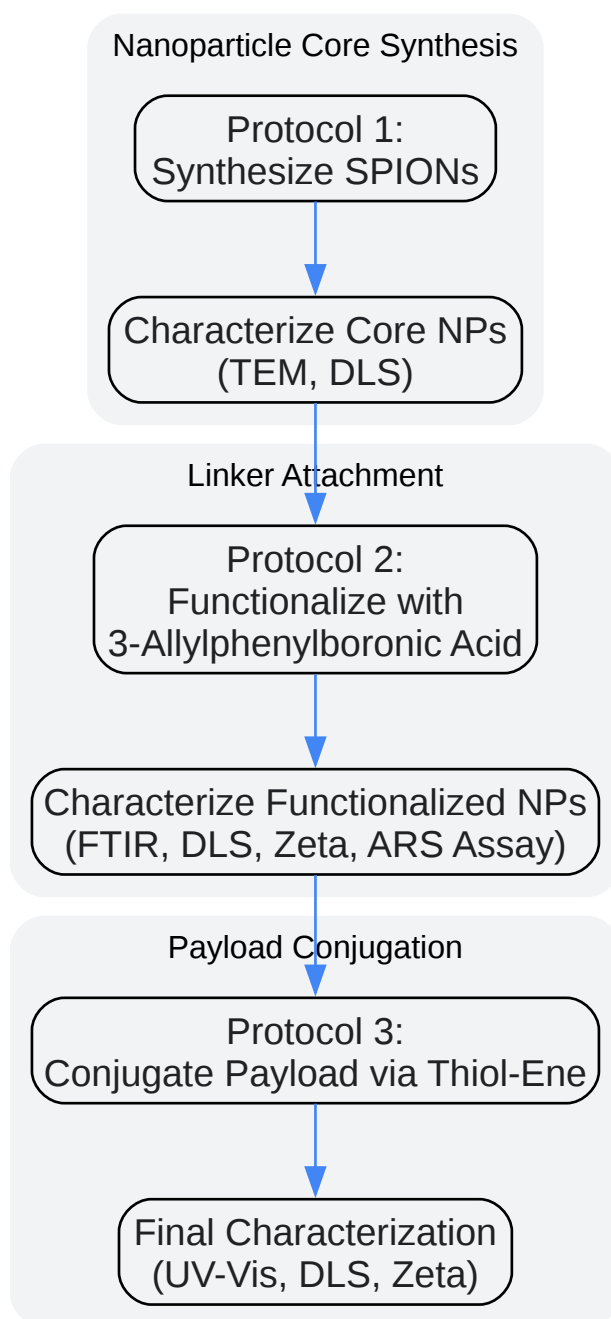 Nanoparticle Core Synthesis
Protocol 1:
Synthesize SPIONs
Characterize Core NPs
(TEM, DLS)
Linker Attachment
Protocol 2:
Functionalize with
3-Allylphenylboronic Acid
Characterize Functionalized NPs
(FTIR, DLS, Zeta, ARS Assay)
Payload Conjugation
Protocol 3:
Conjugate Payload via Thiol-Ene
Final Characterization
(UV-Vis, DLS, Zeta)